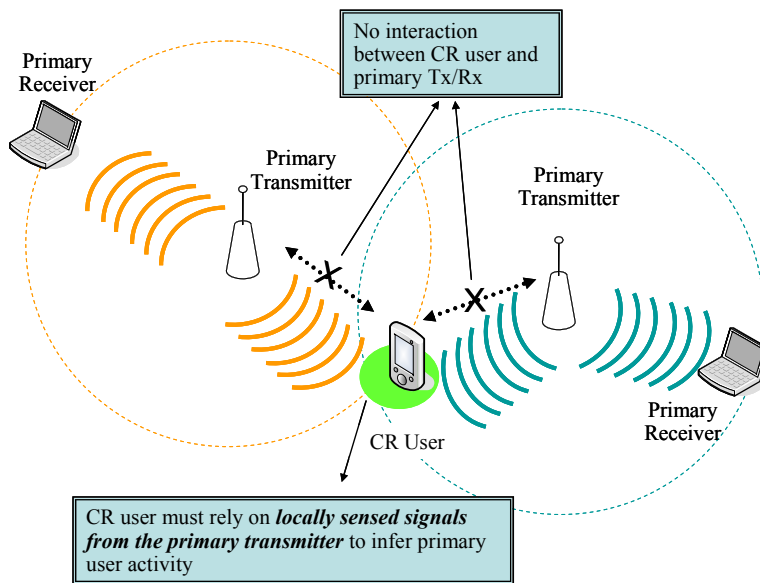 No interaction
between CR user and
primary Tx/Rx
Primary
Receiver
Primary
Transmitter
Primary
Transmitter
X
X
CR User
Primary
Receiver
CR user must rely on locally sensed signals
from the primary transmitter to infer primary
user activity